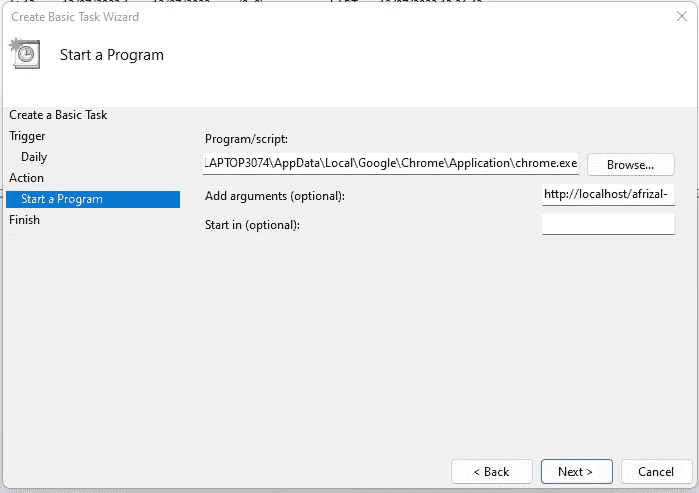 Create Basic Task Wizard
Start a Program
Create a Basic Task
Trigger
Daily
Action
Start a Program
Finish
Program/script:
LAPTOP3074\AppData\Local\Google\Chrome\Application\chrome.exe
Browse...
Add arguments (optional):
http://localhost/afrizal-
Start in (optional):
< Back
Next >
Cancel